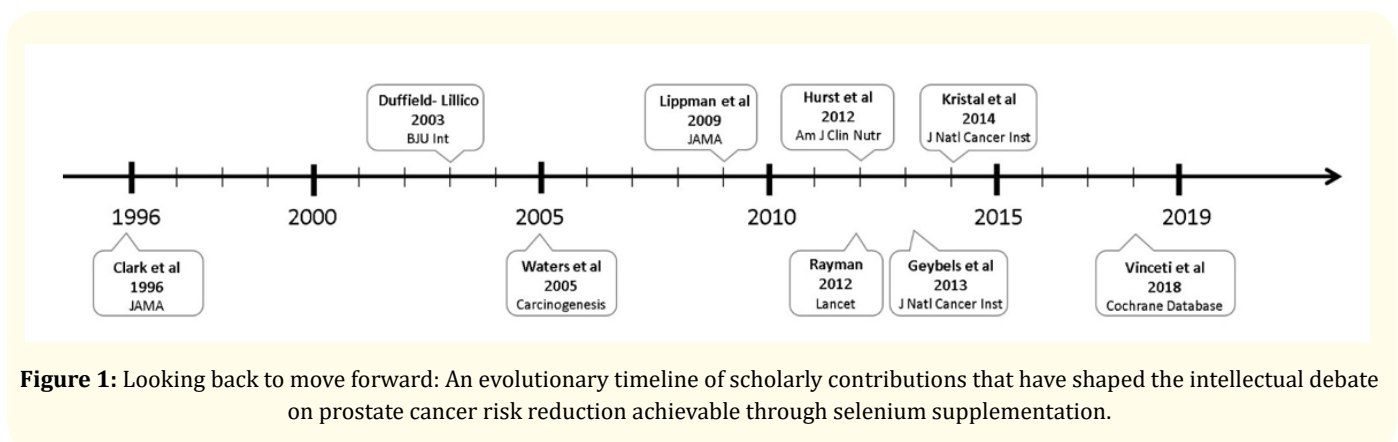 Duffield- Lillico
2003
BJU Int
Lippman et al
2009
JAMA
Hurst et al
2012
Am J Clin Nutr
Kristal et al
2014
J Natl Cancer Inst
1996
2000
2005
2010
2015
2019
Clark et al
1996
JAMA
Waters et al
2005
Carcinogenesis
Rayman
2012
Lancet
Geybels et al
2013
J Natl Cancer Inst
Vinceti et al
2018
Cochrane Database
Figure 1: Looking back to move forward: An evolutionary timeline of scholarly contributions that have shaped the intellectual debate
on prostate cancer risk reduction achievable through selenium supplementation.